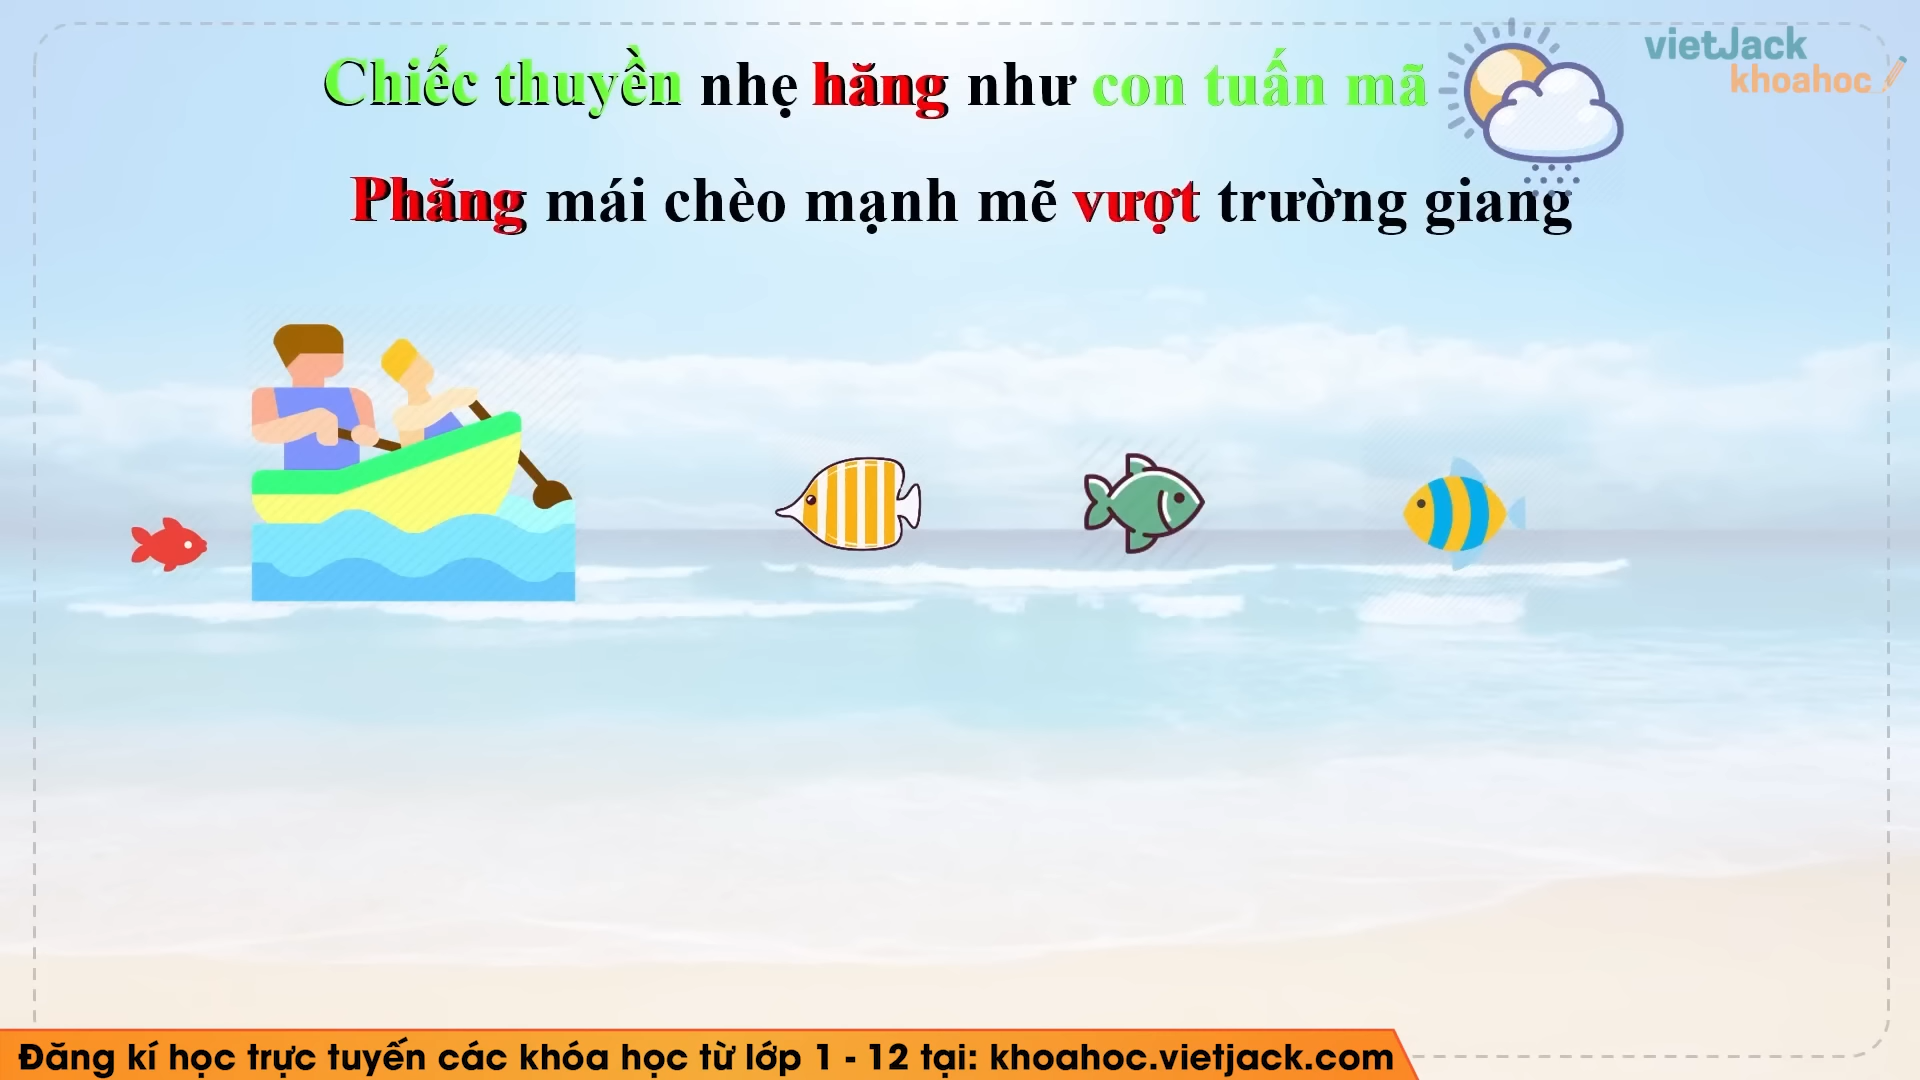 Chiếc thuyền nhẹ hăng như con tuấn mã
Phăng mái chèo mạnh mẽ vượt trường giang
vietJack
khoahoc
Đăng kí học trực tuyến các khóa học từ lớp 1 - 12 tại: khoahoc.vietjack.com